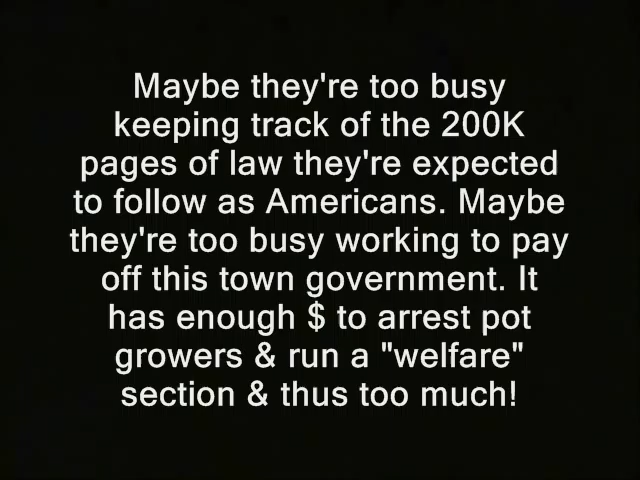 Maybe they're too busy
keeping track of the 200K
pages of law they're expected
to follow as Americans. Maybe
they're too busy working to pay
off this town government. It
has enough $ to arrest pot
growers & run a "welfare"
section & thus too much!